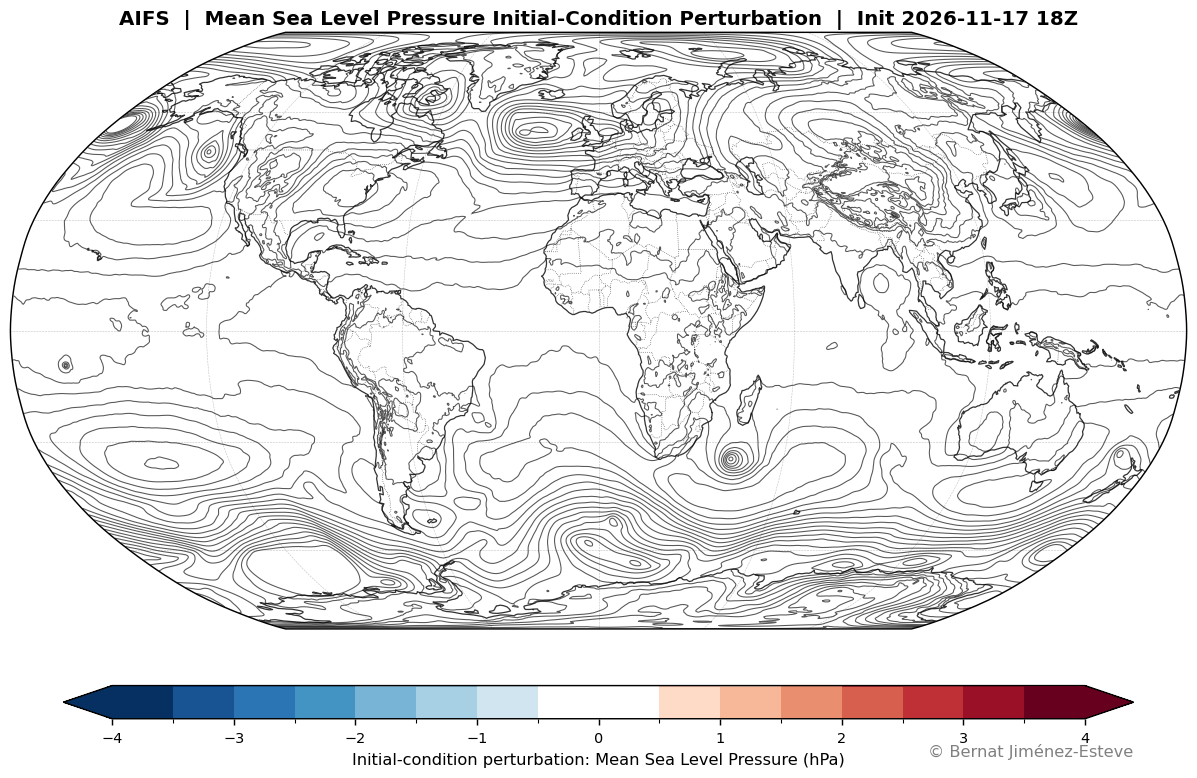 AIFS | Mean Sea Level Pressure Initial-Condition Perturbation | Init 2026-11-17 18Z
−4 −3 −2 −1 0 1 2 3 4
Initial-condition perturbation: Mean Sea Level Pressure (hPa)
© Bernat Jiménez-Esteve